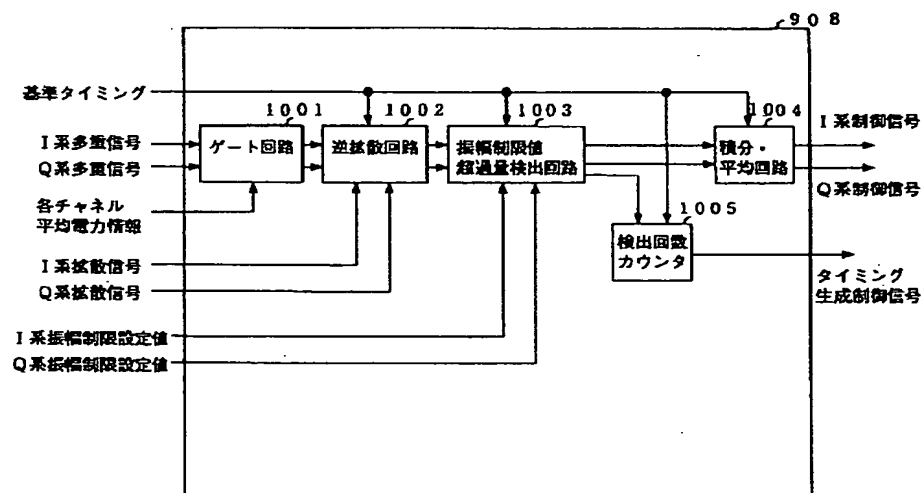 908
基準タイミング
1001
1002
1003
1004
I系制御信号
I系多重信号
ゲート回路
逆拡散回路
振幅制限値
超過量検出回路
積分・
平均回路
Q系多重信号
Q系制御信号
各チャネル
平均電力情報
1005
検出回数
カウンタ
I系拡散信号
Q系拡散信号
タイミング
生成制御信号
I系振幅制限設定値
Q系振幅制限設定値